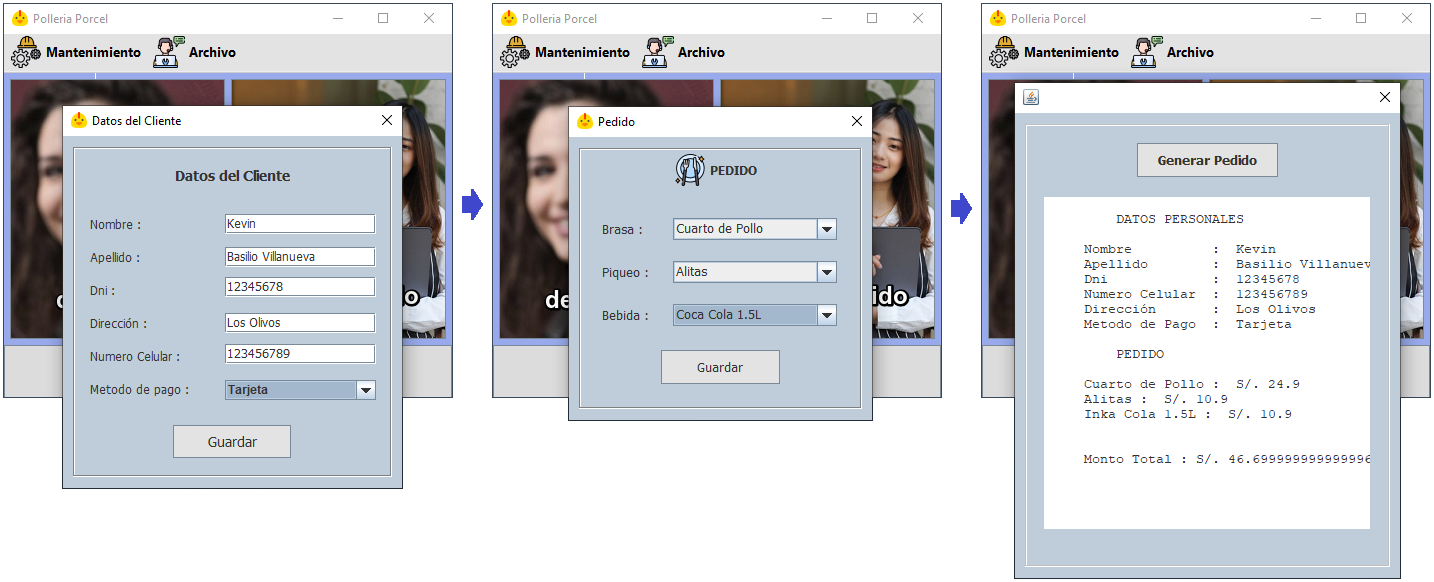 Polleria Porcel
Mantenimiento Archivo
Datos del Cliente
Datos del Cliente
Nombre : Kevin
Apellido : Basilio Villanueva
Dni : 12345678
Dirección : Los Olivos
Numero Celular : 123456789
Metodo de pago : Tarjeta
Guardar
Polleria Porcel
Mantenimiento Archivo
Pedido
PEDIDO
Brasa : Cuarto de Pollo
Piqueo : Alitas
de ido
Bebida : Coca Cola 1.5L
Guardar
Polleria Porcel
Mantenimiento Archivo
Generar Pedido
DATOS PERSONALES
Nombre : Kevin
Apellido : Basilio Villanuev
Dni : 12345678
Numero Celular : 123456789
Dirección : Los Olivos
Metodo de Pago : Tarjeta
PEDIDO
Cuarto de Pollo : S/. 24.9
Alitas : S/. 10.9
Inka Cola 1.5L : S/. 10.9
Monto Total : S/. 46.699999999999996